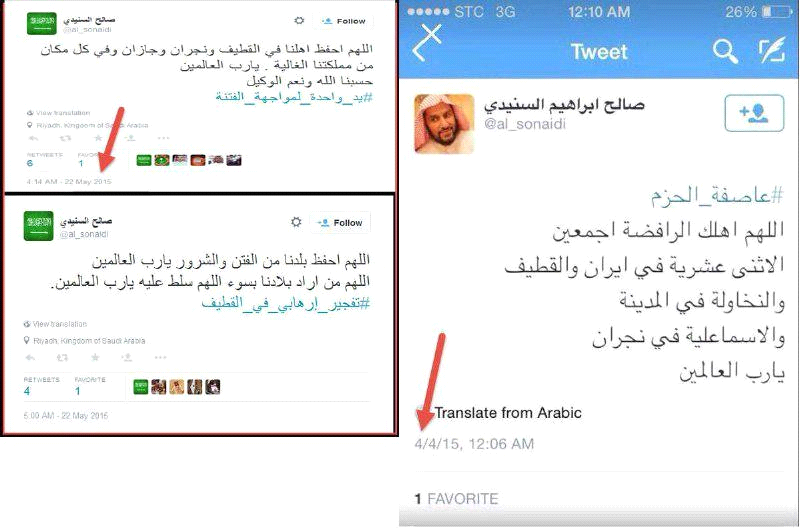 صالح السنيدي
@al_sonaidi
Follow
اللهم احفظ اهلنا في القطيف ونجران وجازان وفي كل مكان
من مملكتنا الغالية . يارب العالمين
حسبنا الله ونعم الوكيل
#يد_واحدة_لمواجهة_الفتنة
View translation
Riyadh, Kingdom of Saudi Arabia
RETWEETS
6
FAVORITE
1
4:14 AM - 22 May 2015
صالح السنيدي
@al_sonaidi
Follow
اللهم احفظ بلدنا من الفتن والشرور يارب العالمين
اللهم من اراد بلادنا بسوء اللهم سلط عليه يارب العالمين.
#تفجير_إرهابي_في_القطيف
View translation
Riyadh, Kingdom of Saudi Arabia
RETWEETS
4
FAVORITE
1
5:00 AM - 22 May 2015
STC 3G 12:10 AM 26%
Tweet
صالح ابراهيم السنيدي
@al_sonaidi
#عاصفة_الحزم
اللهم اهلك الرافضة اجمعين
الاثنى عشرية في ايران والقطيف
والنخاولة في المدينة
والاسماعلية في نجران
يارب العالمين
Translate from Arabic
4/4/15, 12:06 AM
1 FAVORITE